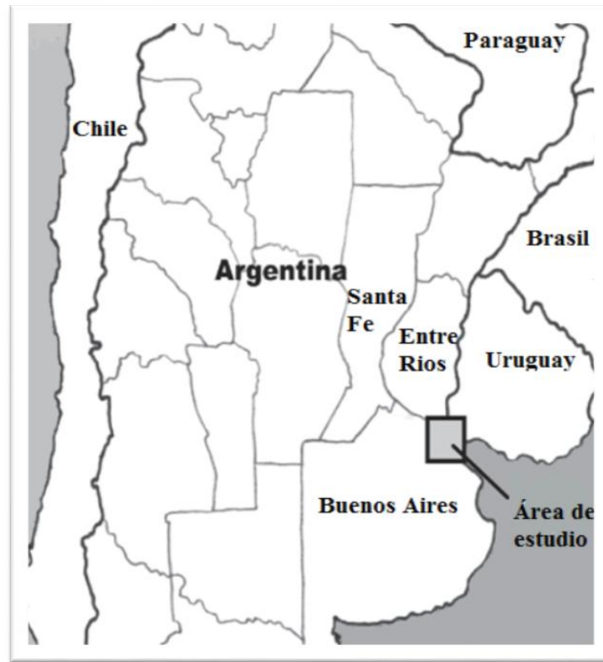 Paraguay
Chile
Brasil
Argentina
Santa
Fe
Entre
Rios
Uruguay
Buenos Aires
Área de
estudio